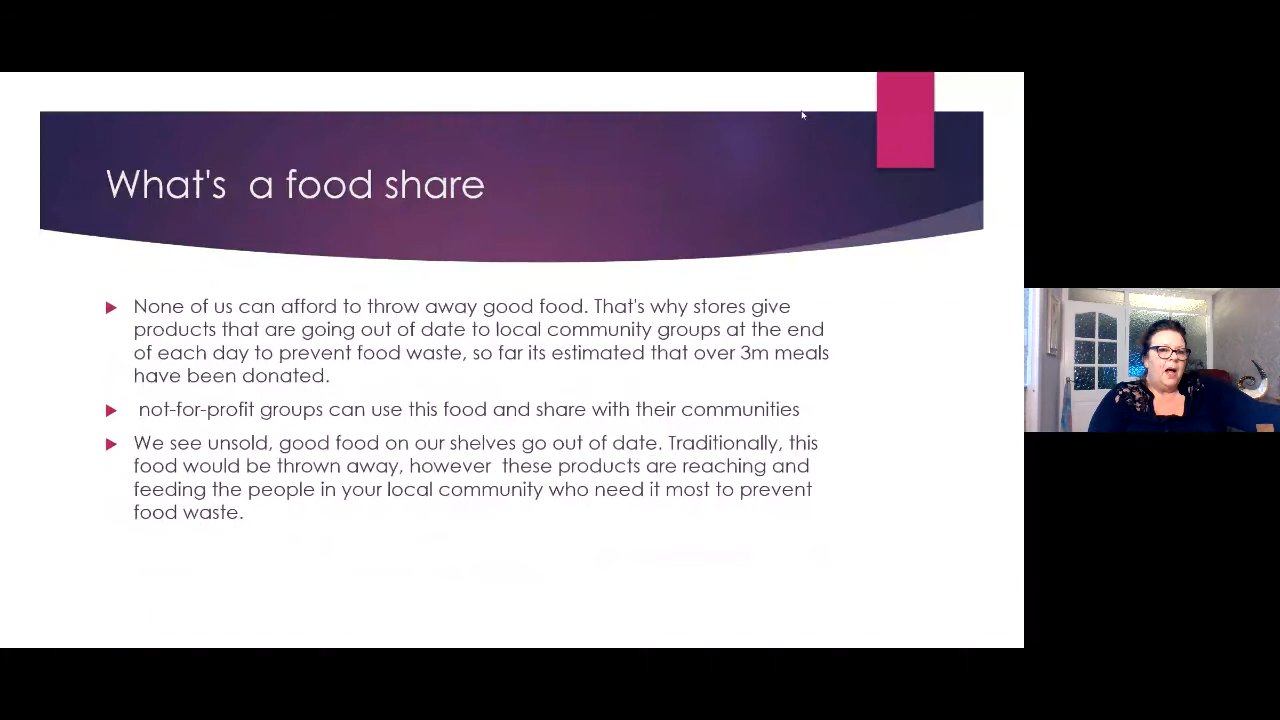 What's  a food share
None of us can afford to throw away good food. That's why stores give
products that are going out of date to local community groups at the end
of each day to prevent food waste, so far its estimated that over 3m meals
have been donated.
not-for-profit groups can use this food and share with their communities
We see unsold, good food on our shelves go out of date. Traditionally, this
food would be thrown away, however  these products are reaching and
feeding the people in your local community who need it most to prevent
food waste.